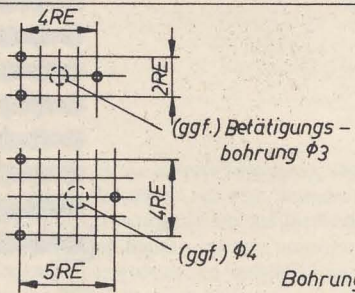 4RE
2RE
(ggf.) Betätigungs-
bohrung φ3
4RE
(ggf.) φ4
5RE
Bohrung